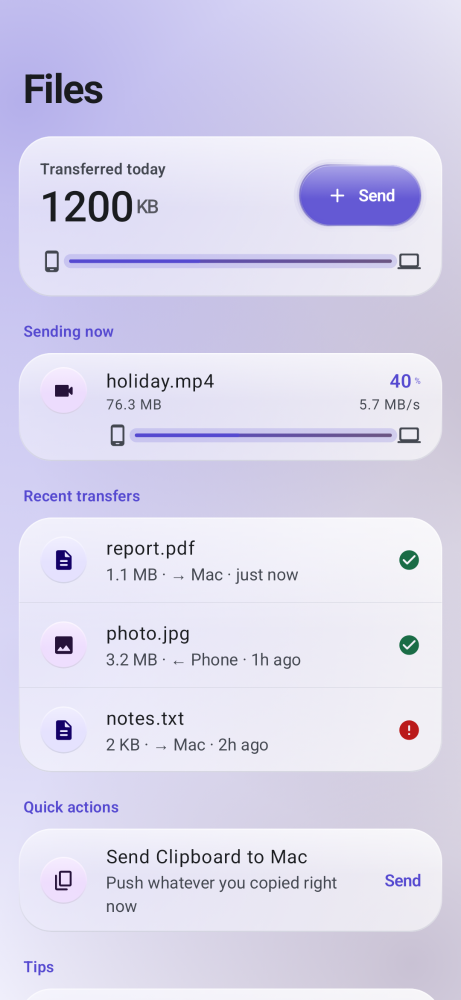 Files
Transferred today
1200 KB
Send
Sending now
holiday.mp4
40 %
76.3 MB
5.7 MB/s
Recent transfers
report.pdf
1.1 MB · → Mac · just now
photo.jpg
3.2 MB · ← Phone · 1h ago
notes.txt
2 KB · → Mac · 2h ago
Quick actions
Send Clipboard to Mac
Push whatever you copied right
now
Send
Tips